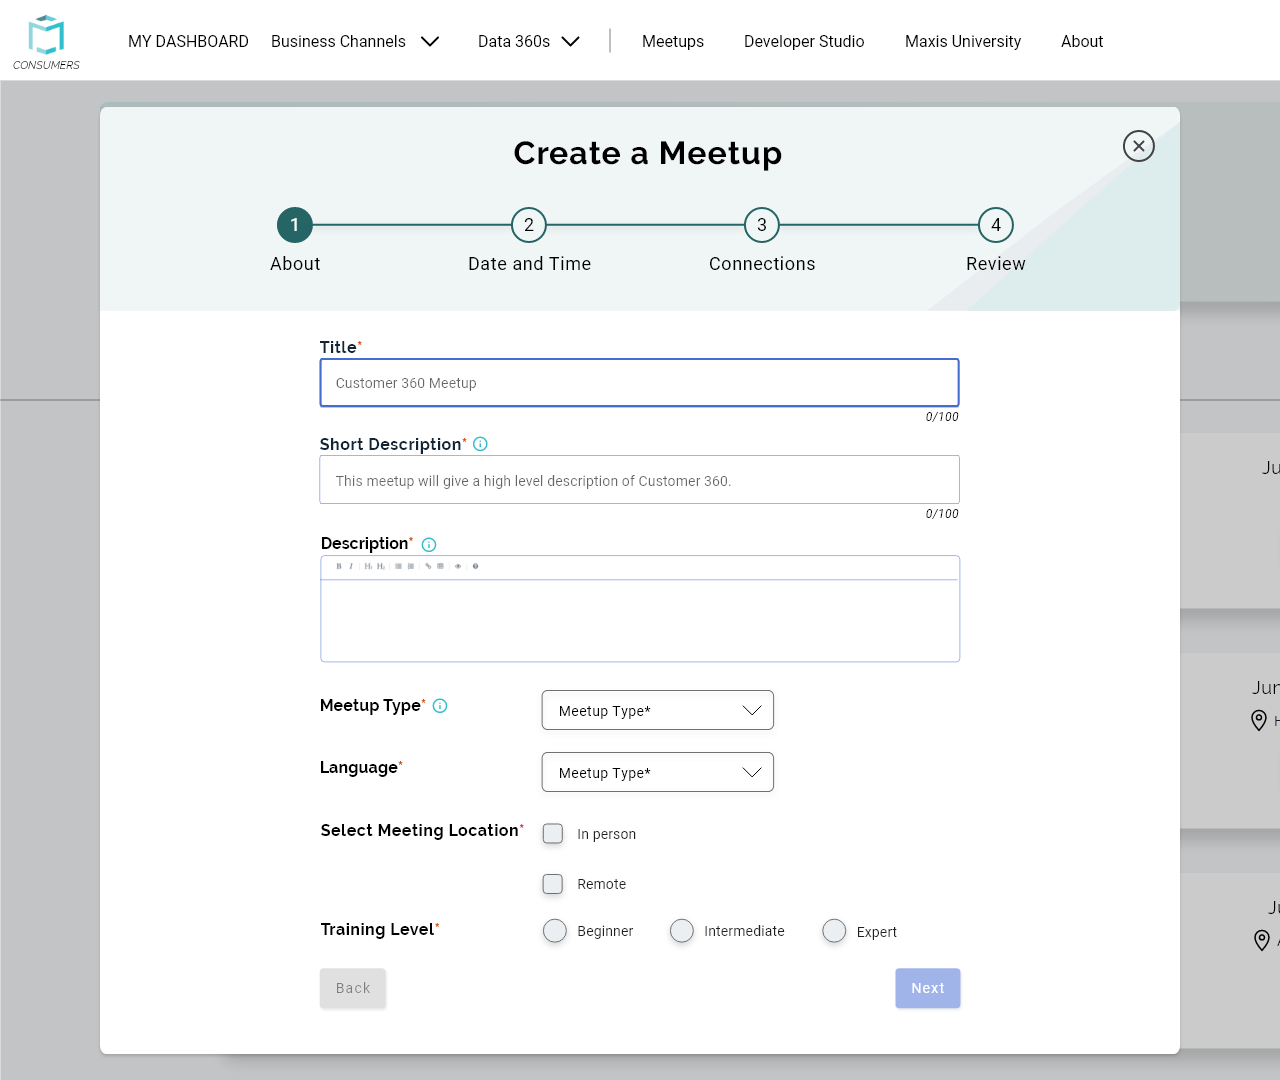 CONSUMERS
MY DASHBOARD Business Channels Data 360s Meetups Developer Studio Maxis University About
Create a Meetup
1 2 3 4
About Date and Time Connections Review
Title*
Customer 360 Meetup
0/100
Short Description*
This meetup will give a high level description of Customer 360.
0/100
Description*
B I H₁ H₂
Meetup Type* Meetup Type*
Language* Meetup Type*
Select Meeting Location* In person
Remote
Training Level* Beginner Intermediate Expert
Back Next